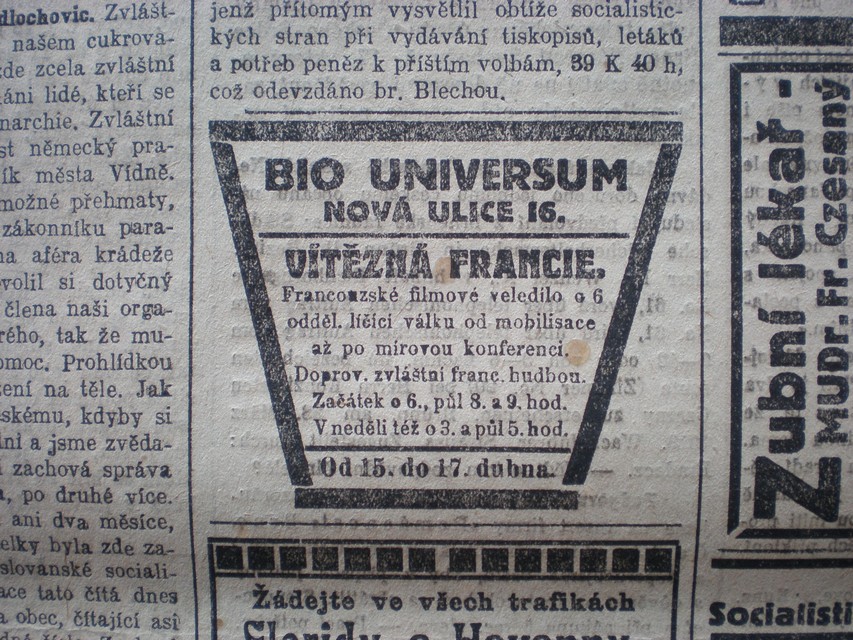 dlochovic. Zvlášt-
našem cukrova-
zde zcela zvláštní
áni lidé, kteří se
narchie. Zvláštní
st německý pra-
ík města Vídně.
možné přehmaty,
zákonníku para-
na aféra krádeže
volil si dotyčný
člena naši orga-
rého, tak že mu-
omoc. Prohlídkou
zení na těle. Jak
skému, kdyby si
lni a jsme zvěda-
zachová správa
, po druhé více.
ani dva měsíce,
elky byla zde za-
slovanské sociali-
ace tato čítá dnes
a obec, čítající asi
jenž přítomým vysvětlil obtíže socialistic-
kých stran při vydávání tiskopisů, letáků
a potřeb peněz k příštím volbám, 39 K 40 h,
což odevzdáno br. Blechou.
BIO UNIVERSUM
NOVÁ ULICE 16.
VÍTĚZNÁ FRANCIE.
Francouzské filmové veledílo o 6
odděl. líčící válku od mobilisace
až po mírovou konferenci.
Doprov. zvláštní franc. hudbou.
Začátek o 6., půl 8. a 9. hod.
V neděli též o 3. a půl 5. hod.
Od 15. do 17. dubna.
Žádejte ve všech trafikách
Zubní lékař -
MUDr. Fr. Czesaný
Socialisti